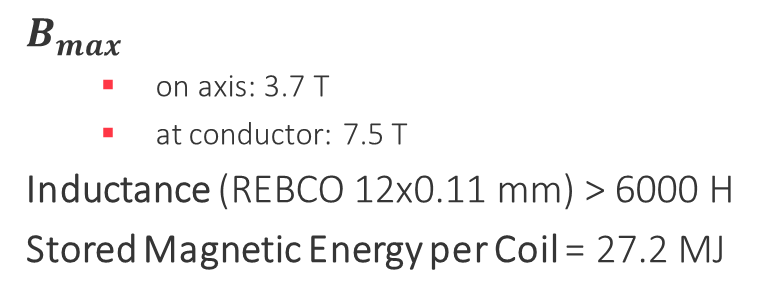 B_max
▪ on axis: 3.7 T
▪ at conductor: 7.5 T
Inductance (REBCO 12x0.11 mm) > 6000 H
Stored Magnetic Energy per Coil = 27.2 MJ